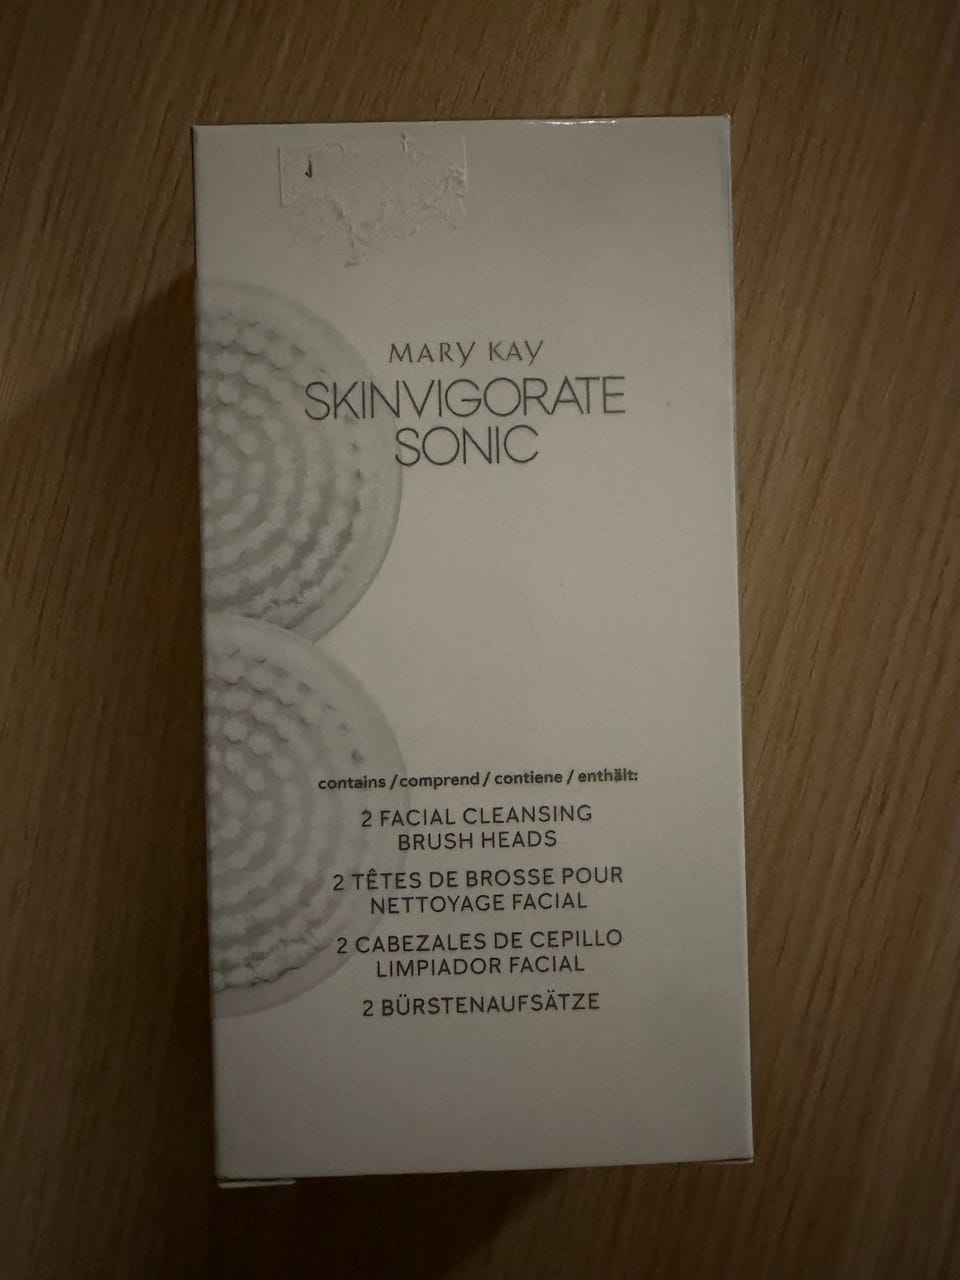 MARY KAY
SKINVIGORATE
SONIC
contains / comprend / contiene / enthält:
2 FACIAL CLEANSING
BRUSH HEADS
2 TÊTES DE BROSSE POUR
NETTOYAGE FACIAL
2 CABEZALES DE CEPILLO
LIMPIADOR FACIAL
2 BÜRSTENAUFSÄTZE